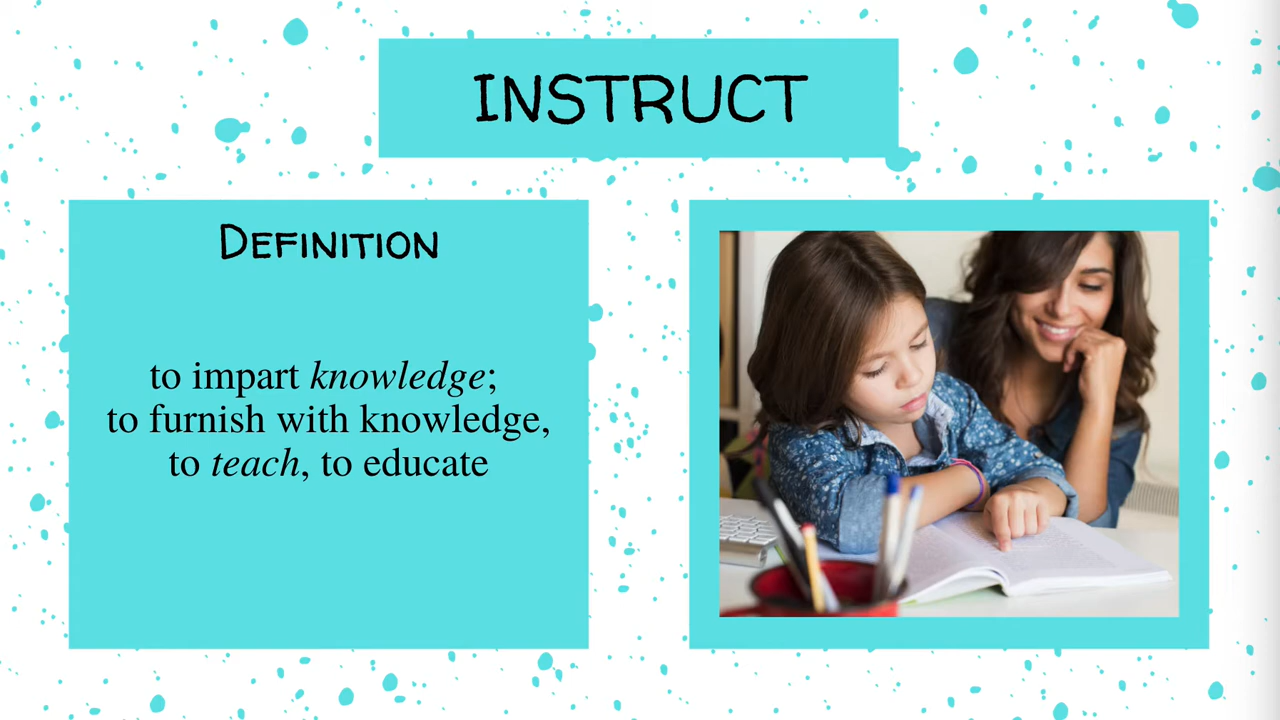 INSTRUCT
Definition
to impart knowledge;
to furnish with knowledge,
to teach, to educate